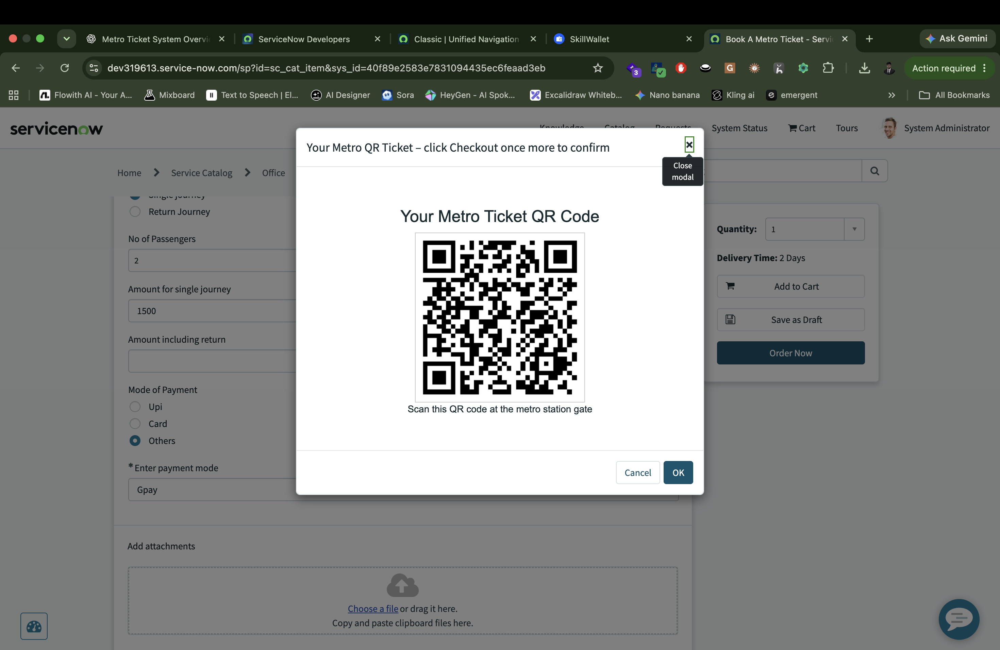 Metro Ticket System Overvi
ServiceNow Developers
Classic | Unified Navigation
SkillWallet
Book A Metro Ticket - Servi
Ask Gemini
dev319613.service-now.com/sp?id=sc_cat_item&sys_id=40f89e2583e7831094435ec6feaad3eb
3
G
Action required
Flowith AI - Your A...
Mixboard
Text to Speech | El...
AI Designer
Sora
HeyGen - AI Spok...
Excalidraw Whiteb...
Nano banana
Kling ai
emergent
All Bookmarks
servicenow
Knowledge
Catalog
Requests
System Status
Cart
Tours
System Administrator
Your Metro QR Ticket – click Checkout once more to confirm
Close
modal
Home
Service Catalog
Office
Single Journey
Return Journey
No of Passengers
2
Amount for single journey
1500
Amount including return
Mode of Payment
Upi
Card
Others
* Enter payment mode
Gpay
Your Metro Ticket QR Code
Scan this QR code at the metro station gate
Cancel
OK
Quantity:
1
Delivery Time: 2 Days
Add to Cart
Save as Draft
Order Now
Add attachments
Choose a file or drag it here.
Copy and paste clipboard files here.